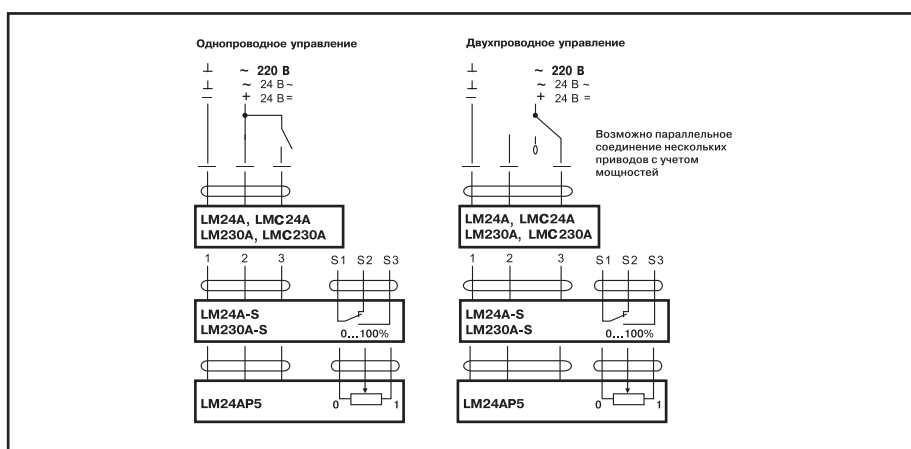 Однопроводное управление
⊥ ~ 220 В
⊥ ~ 24 В ~
– + 24 В =
LM24A, LMC24A
LM230A, LMC230A
1 2 3 S1 S2 S3
LM24A-S
LM230A-S
0...100%
LM24AP5
0 1
Двухпроводное управление
⊥ ~ 220 В
⊥ ~ 24 В ~
– + 24 В =
0
Возможно параллельное
соединение нескольких
приводов с учетом
мощностей
LM24A, LMC24A
LM230A, LMC230A
1 2 3 S1 S2 S3
LM24A-S
LM230A-S
0...100%
LM24AP5
0 1